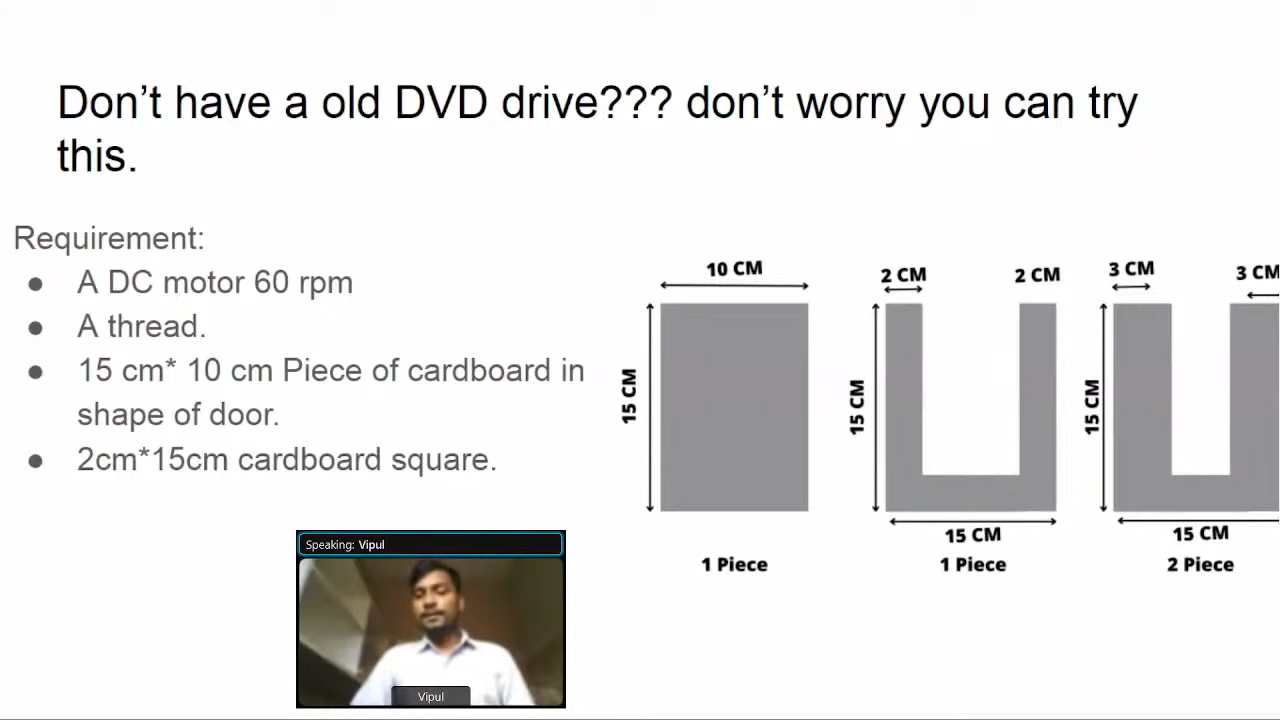 Don’t have a old DVD drive??? don’t worry you can try
this.
Requirement:
● A DC motor 60 rpm
● A thread.
● 15 cm* 10 cm Piece of cardboard in
shape of door.
● 2cm*15cm cardboard square.
10 CM
15 CM
1 Piece
2 CM
2 CM
15 CM
15 CM
1 Piece
3 CM
3 CM
15 CM
15 CM
2 Piece
Speaking: Vipul
Vipul